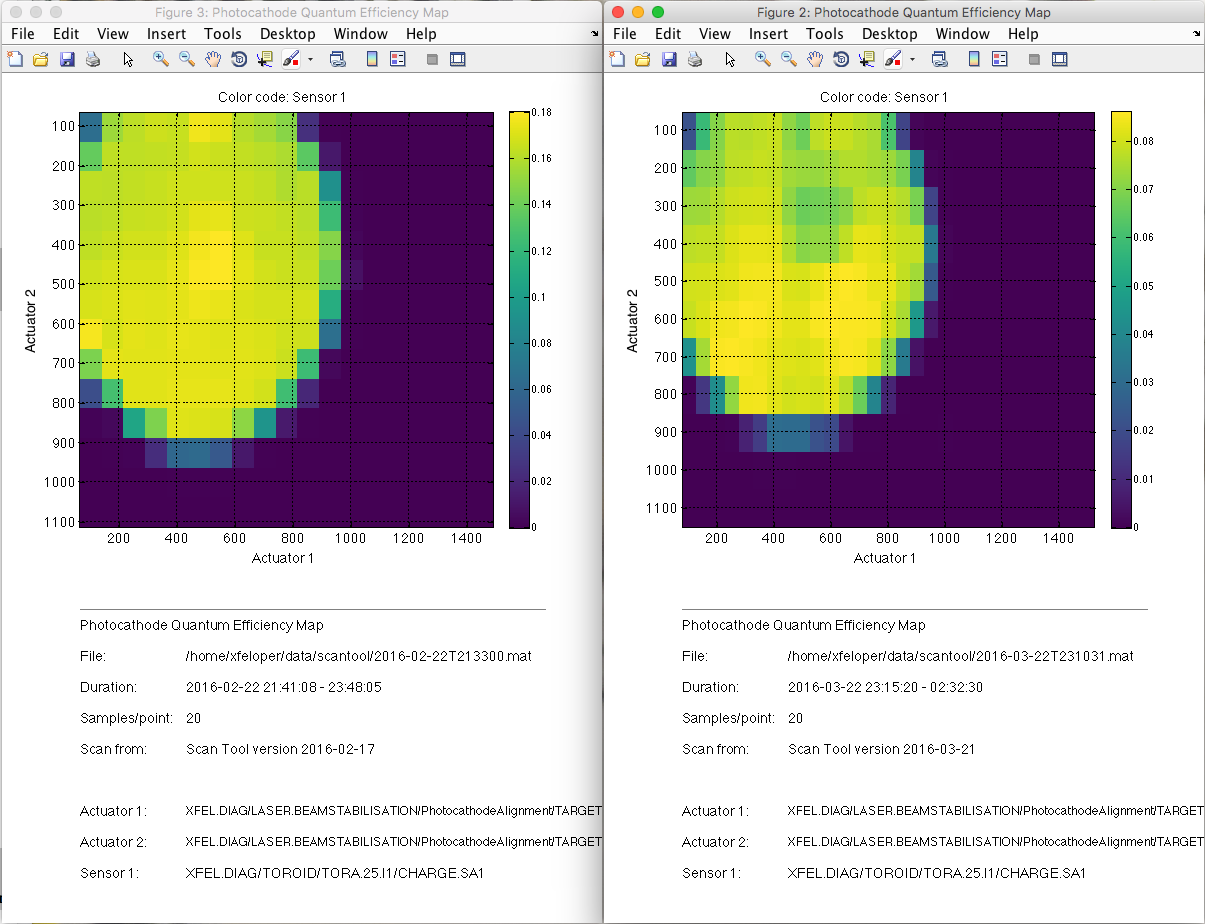 Figure 3: Photocathode Quantum Efficiency Map
File Edit View Insert Tools Desktop Window Help
Color code: Sensor 1
100
200
300
400
500
600
700
800
900
1000
1100
Actuator 2
200 400 600 800 1000 1200 1400
Actuator 1
0.18
0.16
0.14
0.12
0.1
0.08
0.06
0.04
0.02
0
Photocathode Quantum Efficiency Map
File: /home/xfeloper/data/scantool/2016-02-22T213300.mat
Duration: 2016-02-22 21:41:08 - 23:48:05
Samples/point: 20
Scan from: Scan Tool version 2016-02-17
Actuator 1: XFEL.DIAG/LASER.BEAMSTABILISATION/PhotocathodeAlignment/TARGET
Actuator 2: XFEL.DIAG/LASER.BEAMSTABILISATION/PhotocathodeAlignment/TARGET
Sensor 1: XFEL.DIAG/TOROID/TORA.25.I1/CHARGE.SA1
Figure 2: Photocathode Quantum Efficiency Map
File Edit View Insert Tools Desktop Window Help
Color code: Sensor 1
100
200
300
400
500
600
700
800
900
1000
1100
Actuator 2
200 400 600 800 1000 1200 1400
Actuator 1
0.08
0.07
0.06
0.05
0.04
0.03
0.02
0.01
0
Photocathode Quantum Efficiency Map
File: /home/xfeloper/data/scantool/2016-03-22T231031.mat
Duration: 2016-03-22 23:15:20 - 02:32:30
Samples/point: 20
Scan from: Scan Tool version 2016-03-21
Actuator 1: XFEL.DIAG/LASER.BEAMSTABILISATION/PhotocathodeAlignment/TARGET
Actuator 2: XFEL.DIAG/LASER.BEAMSTABILISATION/PhotocathodeAlignment/TARGET
Sensor 1: XFEL.DIAG/TOROID/TORA.25.I1/CHARGE.SA1